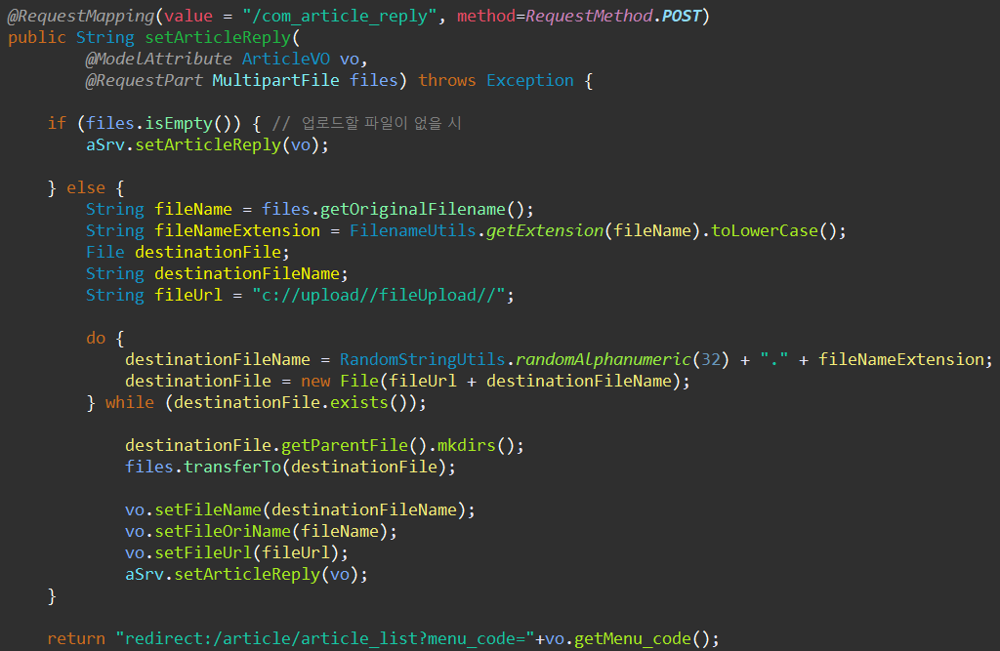 @RequestMapping(value = "/com_article_reply", method=RequestMethod.POST)
public String setArticleReply(
        @ModelAttribute ArticleVO vo,
        @RequestPart MultipartFile files) throws Exception {

    if (files.isEmpty()) { // 업로드할 파일이 없을 시
        aSrv.setArticleReply(vo);

    } else {
        String fileName = files.getOriginalFilename();
        String fileNameExtension = FilenameUtils.getExtension(fileName).toLowerCase();
        File destinationFile;
        String destinationFileName;
        String fileUrl = "c://upload//fileUpload//";

        do {
            destinationFileName = RandomStringUtils.randomAlphanumeric(32) + "." + fileNameExtension;
            destinationFile = new File(fileUrl + destinationFileName);
        } while (destinationFile.exists());

            destinationFile.getParentFile().mkdirs();
            files.transferTo(destinationFile);

            vo.setFileName(destinationFileName);
            vo.setFileOriName(fileName);
            vo.setFileUrl(fileUrl);
            aSrv.setArticleReply(vo);
    }

    return "redirect:/article/article_list?menu_code="+vo.getMenu_code();